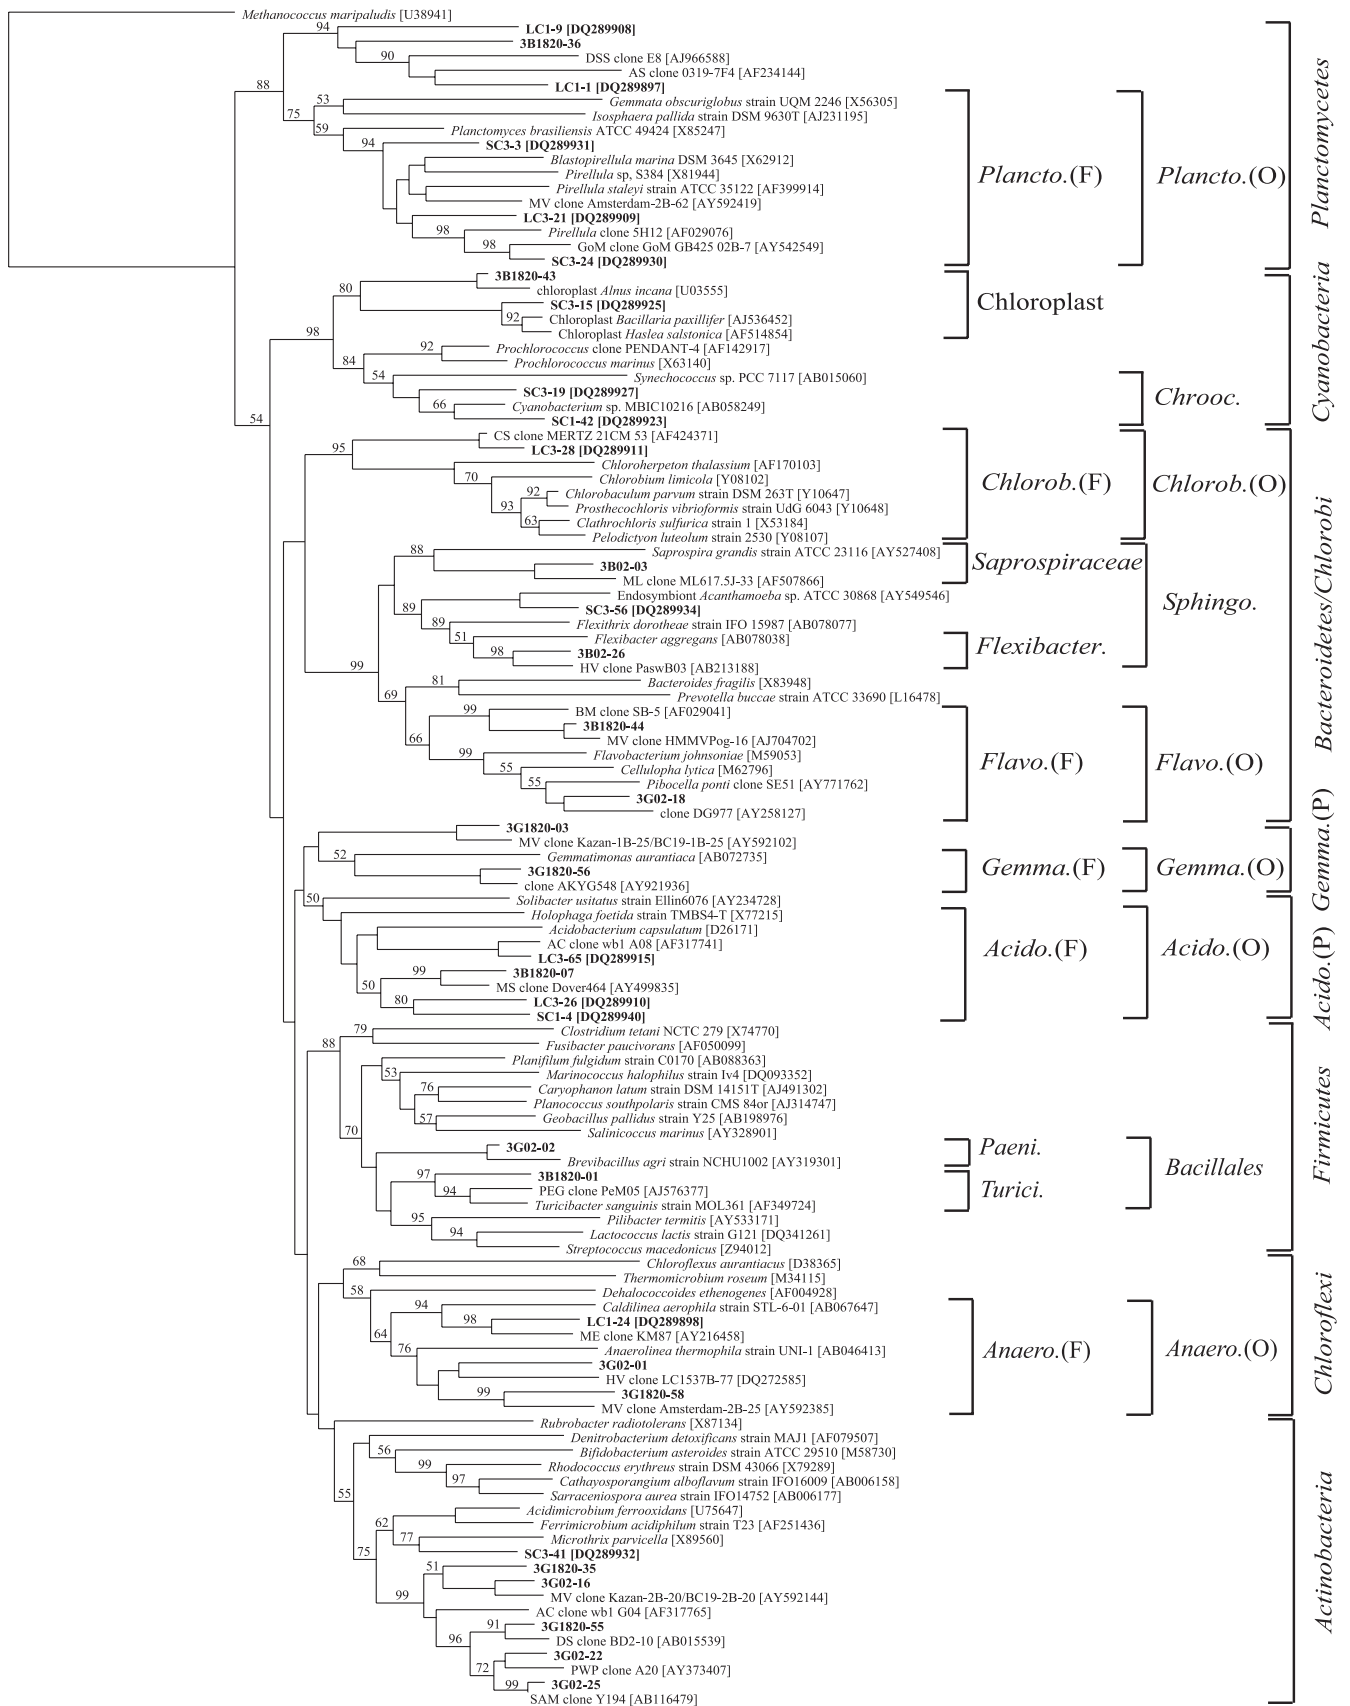 Methanococcus maripaludis [U38941]
94
LC1-9 [DQ289908]
3B1820-36
90
DSS clone E8 [AJ966588]
AS clone 0319-7F4 [AF234144]
LC1-1 [DQ289897]
88
53
Gemmata obscuriglobus strain UQM 2246 [X56305]
75
Isosphaera pallida strain DSM 9630T [AJ231195]
59
Planctomyces brasiliensis ATCC 49424 [X85247]
94
SC3-3 [DQ289931]
Blastopirellula marina DSM 3645 [X62912]
Pirellula sp, S384 [X81944]
Pirellula staleyi strain ATCC 35122 [AF399914]
MV clone Amsterdam-2B-62 [AY592419]
LC3-21 [DQ289909]
98
Pirellula clone 5H12 [AF029076]
98
GoM clone GoM GB425 02B-7 [AY542549]
SC3-24 [DQ289930]
Plancto.(F)
Plancto.(O)
Planctomycetes
3B1820-43
80
chloroplast Alnus incana [U03555]
SC3-15 [DQ289925]
92
Chloroplast Bacillaria paxillifer [AJ536452]
Chloroplast Haslea salstonica [AF514854]
Chloroplast
98
92
Prochlorococcus clone PENDANT-4 [AF142917]
84
Prochlorococcus marinus [X63140]
54
Synechococcus sp. PCC 7117 [AB015060]
SC3-19 [DQ289927]
66
Cyanobacterium sp. MBIC10216 [AB058249]
SC1-42 [DQ289923]
Chrooc.
Cyanobacteria
54
CS clone MERTZ 21CM 53 [AF424371]
95
LC3-28 [DQ289911]
Chloroherpeton thalassium [AF170103]
70
Chlorobium limicola [Y08102]
92
Chlorobaculum parvum strain DSM 263T [Y10647]
93
Prosthecochloris vibrioformis strain UdG 6043 [Y10648]
63
Clathrochloris sulfurica strain 1 [X53184]
Pelodictyon luteolum strain 2530 [Y08107]
Chlorob.(F)
Chlorob.(O)
88
Saprospira grandis strain ATCC 23116 [AY527408]
3B02-03
ML clone ML617.5J-33 [AF507866]
Saprospiraceae
Endosymbiont Acanthamoeba sp. ATCC 30868 [AY549546]
89
SC3-56 [DQ289934]
89
Flexithrix dorotheae strain IFO 15987 [AB078077]
51
Flexibacter aggregans [AB078038]
98
3B02-26
HV clone PaswB03 [AB213188]
Flexibacter.
Sphingo.
99
81
Bacteroides fragilis [X83948]
69
Prevotella buccae strain ATCC 33690 [L16478]
99
BM clone SB-5 [AF029041]
3B1820-44
66
MV clone HMMVPog-16 [AJ704702]
99
Flavobacterium johnsoniae [M59053]
55
Cellulopha lytica [M62796]
55
Pibocella ponti clone SE51 [AY771762]
3G02-18
clone DG977 [AY258127]
Flavo.(F)
Flavo.(O)
Bacteroidetes/Chlorobi
3G1820-03
MV clone Kazan-1B-25/BC19-1B-25 [AY592102]
52
Gemmatimonas aurantiaca [AB072735]
3G1820-56
clone AKYG548 [AY921936]
Gemma.(F)
Gemma.(O)
Gemma.(P)
50
Solibacter usitatus strain Ellin6076 [AY234728]
Holophaga foetida strain TMBS4-T [X77215]
Acidobacterium capsulatum [D26171]
AC clone wb1 A08 [AF317741]
LC3-65 [DQ289915]
99
3B1820-07
50
MS clone Dover464 [AY499835]
80
LC3-26 [DQ289910]
SC1-4 [DQ289940]
Acido.(F)
Acido.(O)
Acido.(P)
79
Clostridium tetani NCTC 279 [X74770]
88
Fusibacter paucivorans [AF050099]
Planifilum fulgidum strain C0170 [AB088363]
53
Marinococcus halophilus strain Iv4 [DQ093352]
76
Caryophanon latum strain DSM 14151T [AJ491302]
Planococcus southpolaris strain CMS 84or [AJ314747]
57
Geobacillus pallidus strain Y25 [AB198976]
70
Salinicoccus marinus [AY328901]
3G02-02
Brevibacillus agri strain NCHU1002 [AY319301]
Paeni.
97
3B1820-01
94
PEG clone PeM05 [AJ576377]
Turicibacter sanguinis strain MOL361 [AF349724]
Turici.
Bacillales
95
Pilibacter termitis [AY533171]
94
Lactococcus lactis strain G121 [DQ341261]
Streptococcus macedonicus [Z94012]
Firmicutes
68
Chloroflexus aurantiacus [D38365]
Thermomicrobium roseum [M34115]
58
Dehalococcoides ethenogenes [AF004928]
94
Caldilinea aerophila strain STL-6-01 [AB067647]
98
LC1-24 [DQ289898]
64
ME clone KM87 [AY216458]
76
Anaerolinea thermophila strain UNI-1 [AB046413]
3G02-01
HV clone LC1537B-77 [DQ272585]
99
3G1820-58
MV clone Amsterdam-2B-25 [AY592385]
Anaero.(F)
Anaero.(O)
Chloroflexi
Rubrobacter radiotolerans [X87134]
Denitrobacterium detoxificans strain MAJ1 [AF079507]
56
Bifidobacterium asteroides strain ATCC 29510 [M58730]
99
Rhodococcus erythreus strain DSM 43066 [X79289]
97
Cathayosporangium alboflavum strain IFO16009 [AB006158]
55
Sarraceniospora aurea strain IFO14752 [AB006177]
Acidimicrobium ferrooxidans [U75647]
62
Ferrimicrobium acidiphilum strain T23 [AF251436]
77
Microthrix parvicella [X89560]
75
SC3-41 [DQ289932]
51
3G1820-35
3G02-16
99
MV clone Kazan-2B-20/BC19-2B-20 [AY592144]
AC clone wb1 G04 [AF317765]
91
3G1820-55
96
DS clone BD2-10 [AB015539]
3G02-22
72
PWP clone A20 [AY373407]
99
3G02-25
SAM clone Y194 [AB116479]
Actinobacteria